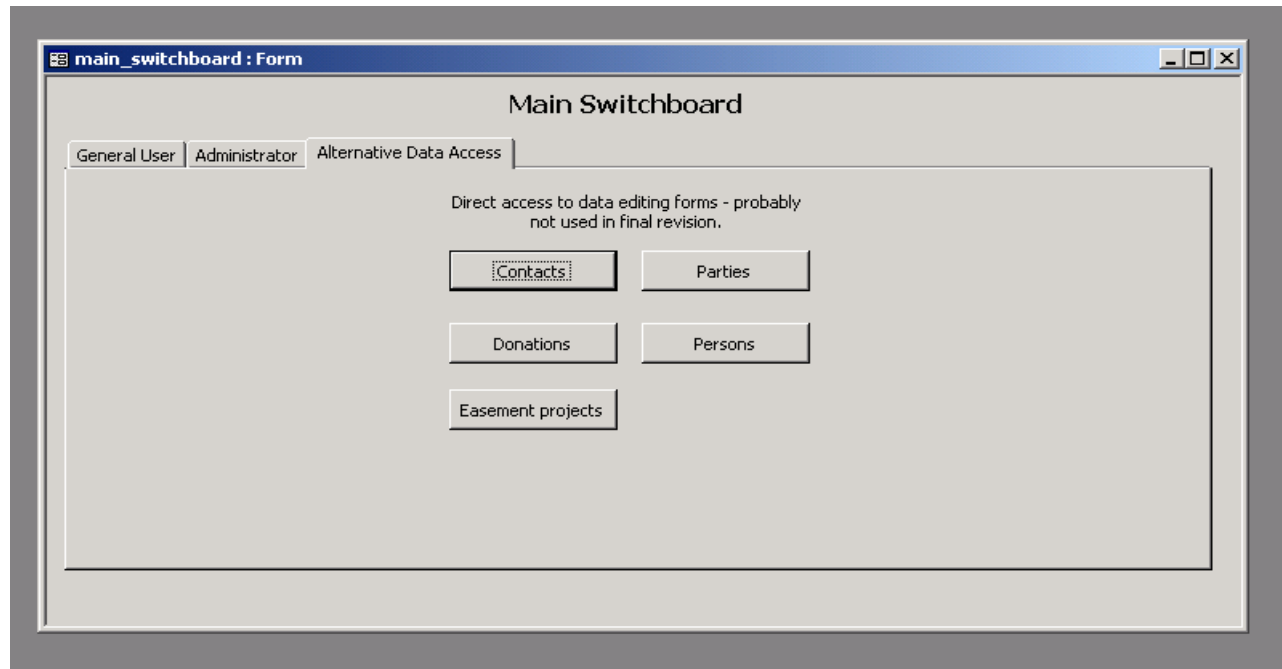 main_switchboard : Form
Main Switchboard
General User Administrator Alternative Data Access
Direct access to data editing forms - probably
not used in final revision.
Contacts Parties
Donations Persons
Easement projects